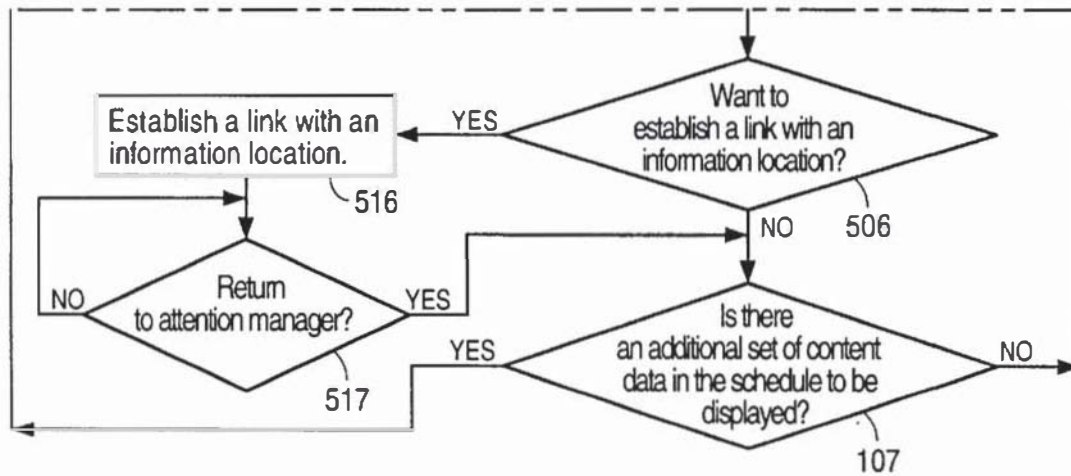 Want to
establish a link with an
information location?
506
YES
Establish a link with an
information location.
516
NO
Return
to attention manager?
517
NO
YES
Is there
an additional set of content
data in the schedule to be
displayed?
107
YES
NO